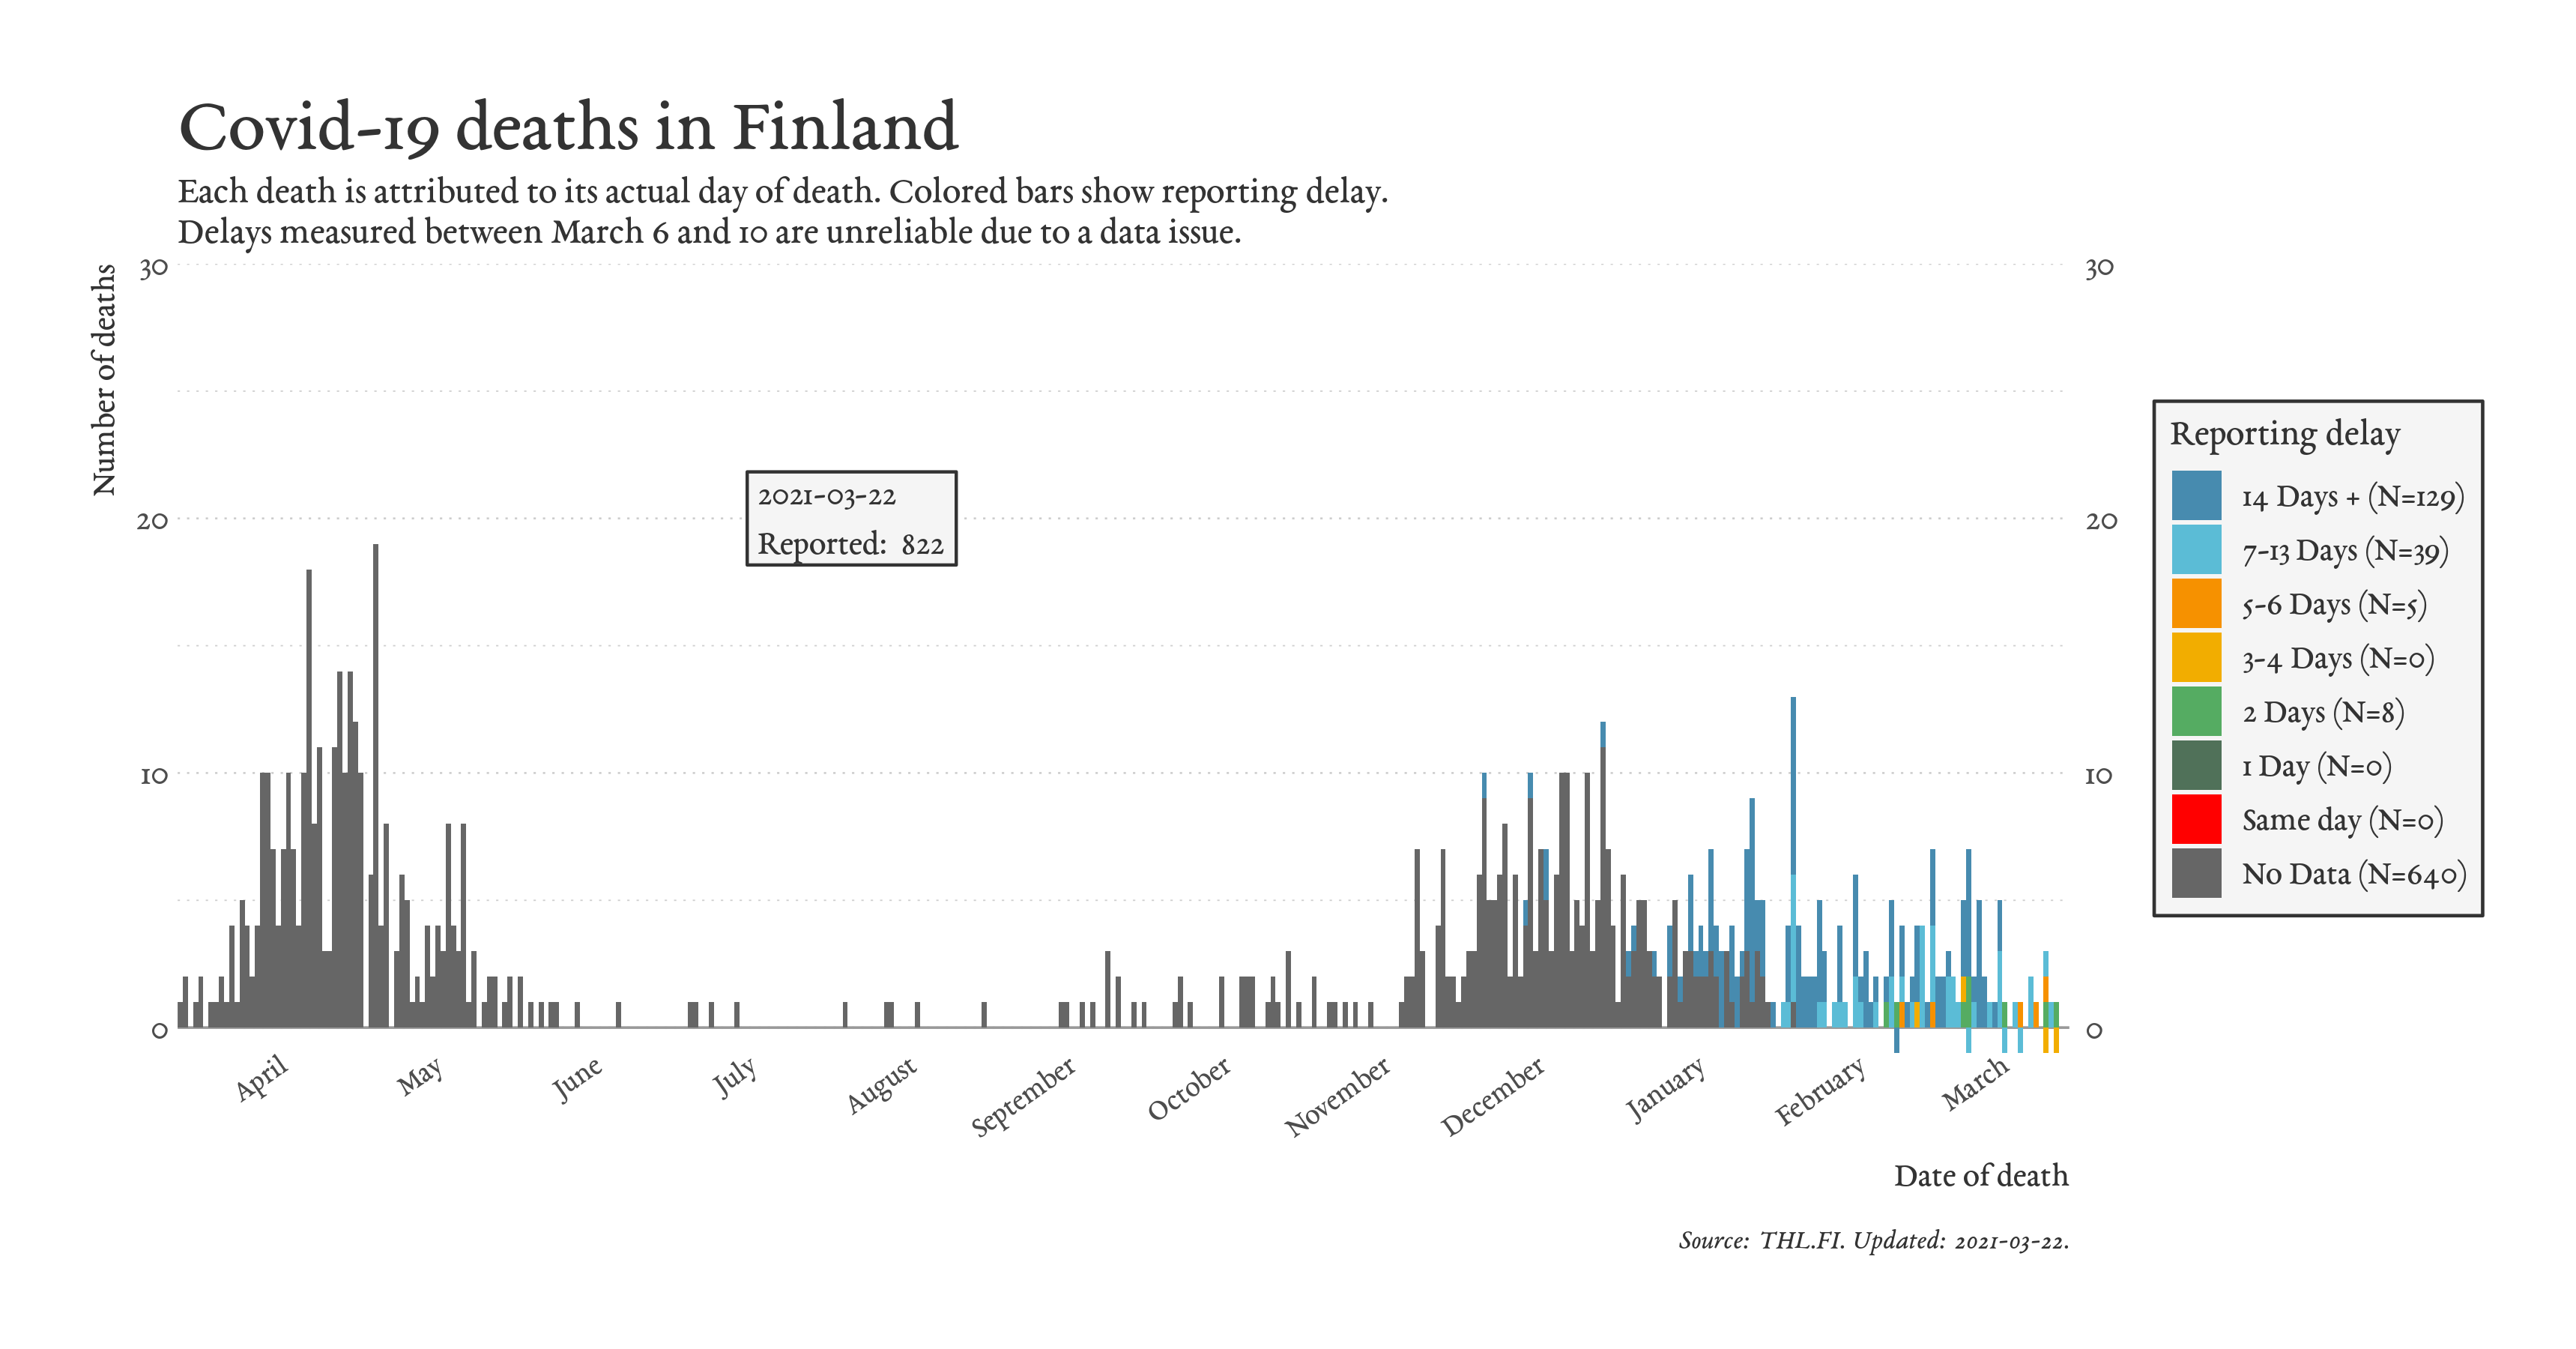 Covid-19 deaths in Finland
Each death is attributed to its actual day of death. Colored bars show reporting delay.
Delays measured between March 6 and 10 are unreliable due to a data issue.
Number of deaths
30
20
10
0
30
20
10
0
2021-03-22
Reported: 822
April
May
June
July
August
September
October
November
December
January
February
March
Date of death
Reporting delay
14 Days + (N=129)
7-13 Days (N=39)
5-6 Days (N=5)
3-4 Days (N=0)
2 Days (N=8)
1 Day (N=0)
Same day (N=0)
No Data (N=640)
Source: THL.FI. Updated: 2021-03-22.